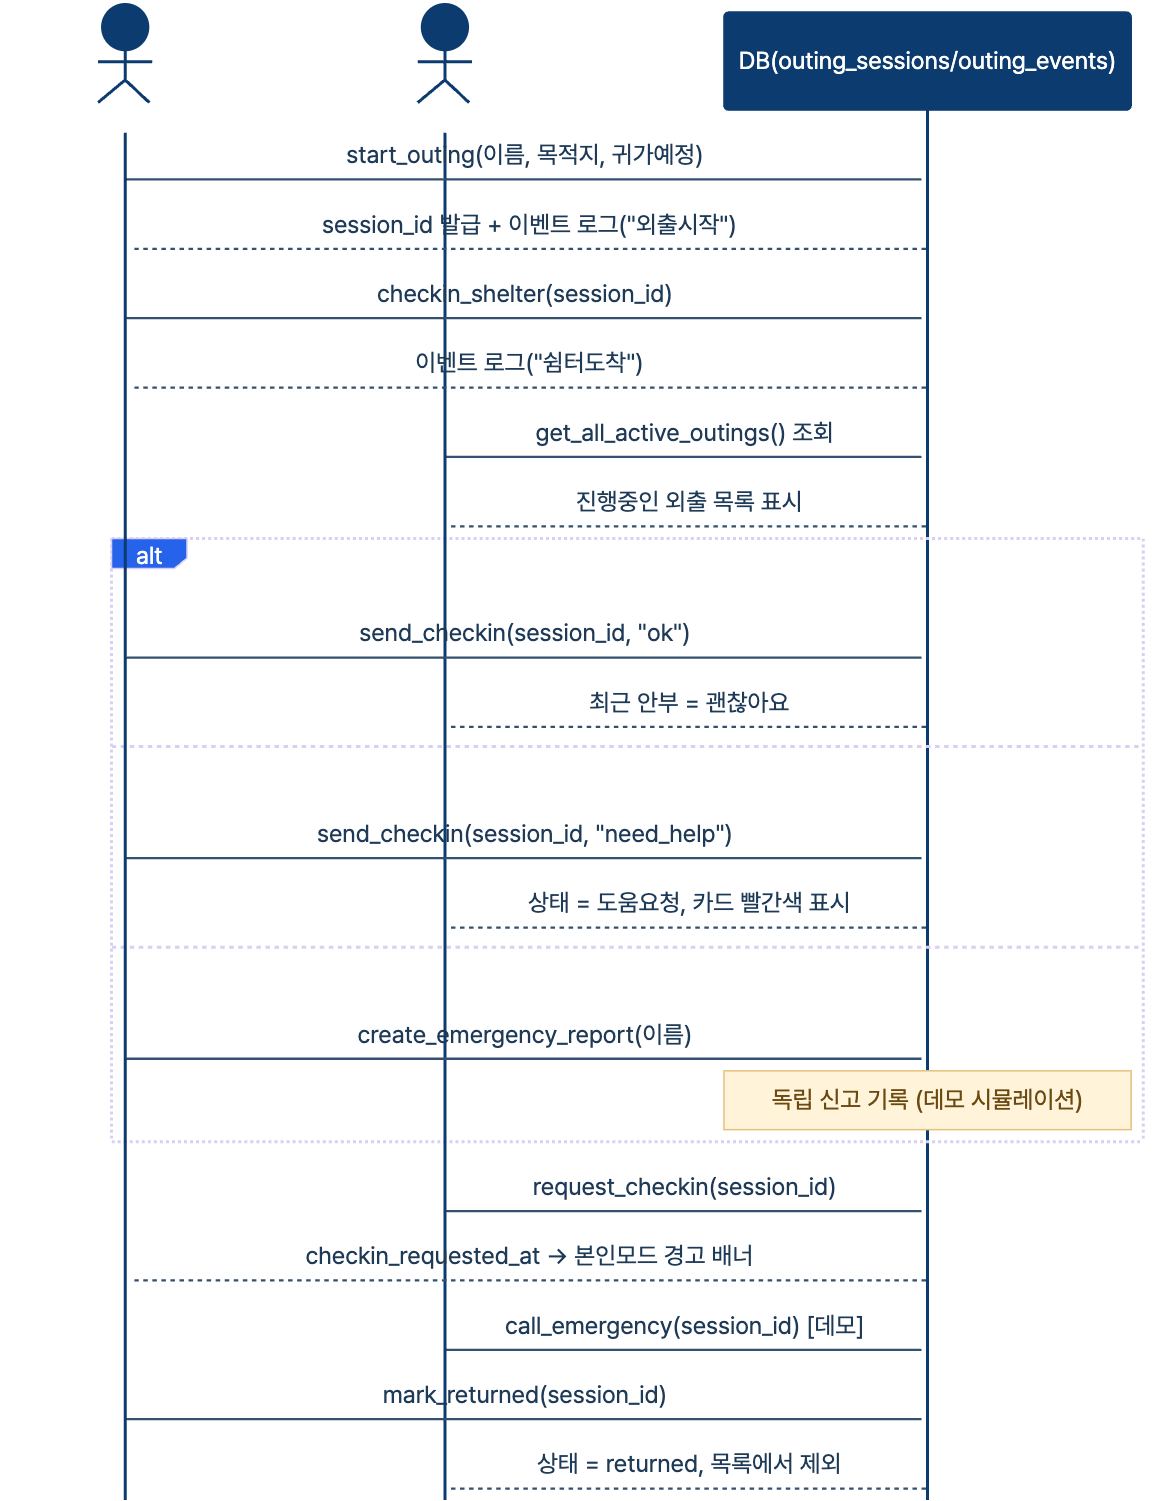 DB(outing_sessions/outing_events)
start_outing(이름, 목적지, 귀가예정)
session_id 발급 + 이벤트 로그("외출시작")
checkin_shelter(session_id)
이벤트 로그("쉼터도착")
get_all_active_outings() 조회
진행중인 외출 목록 표시
alt
send_checkin(session_id, "ok")
최근 안부 = 괜찮아요
send_checkin(session_id, "need_help")
상태 = 도움요청, 카드 빨간색 표시
create_emergency_report(이름)
독립 신고 기록 (데모 시뮬레이션)
request_checkin(session_id)
checkin_requested_at → 본인모드 경고 배너
call_emergency(session_id) [데모]
mark_returned(session_id)
상태 = returned, 목록에서 제외